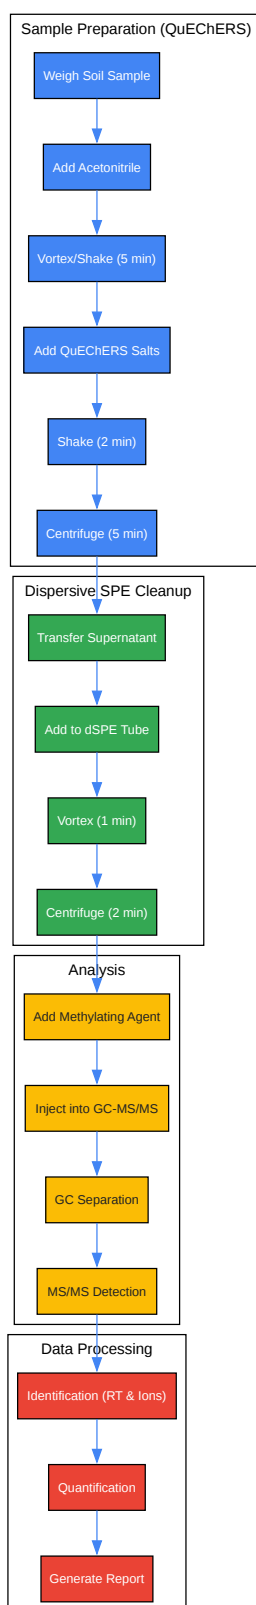 Sample Preparation (QuEChERS)
Weigh Soil Sample
Add Acetonitrile
Vortex/Shake (5 min)
Add QuEChERS Salts
Shake (2 min)
Centrifuge (5 min)
Dispersive SPE Cleanup
Transfer Supernatant
Add to dSPE Tube
Vortex (1 min)
Centrifuge (2 min)
Analysis
Add Methylating Agent
Inject into GC-MS/MS
GC Separation
MS/MS Detection
Data Processing
Identification (RT & Ions)
Quantification
Generate Report